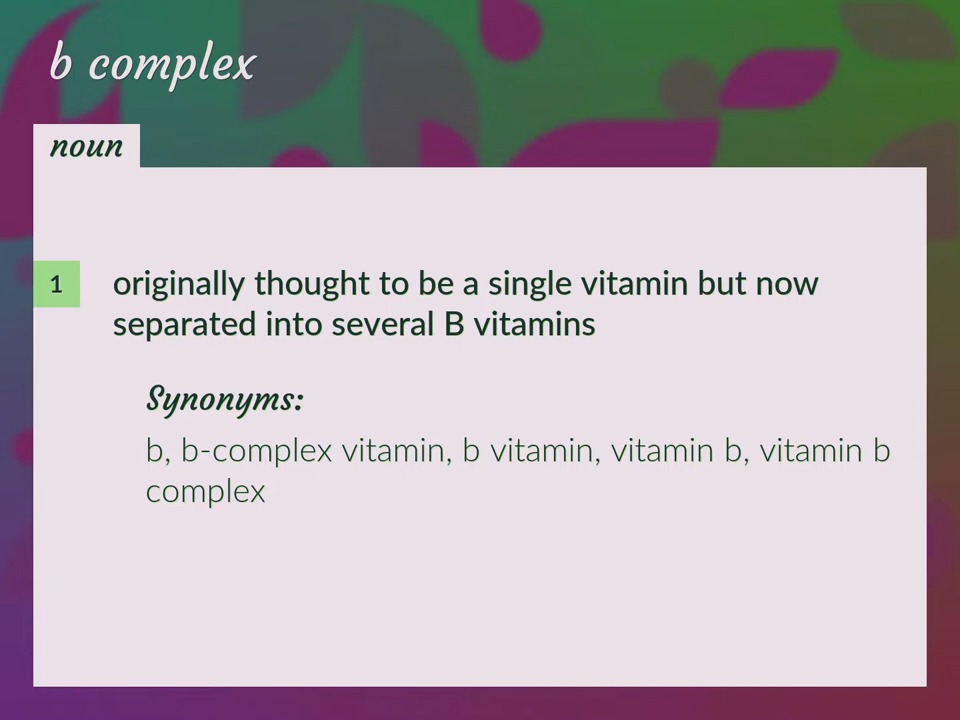 b complex
noun
1
originally thought to be a single vitamin but now
separated into several B vitamins
Synonyms:
b, b-complex vitamin, b vitamin, vitamin b, vitamin b
complex